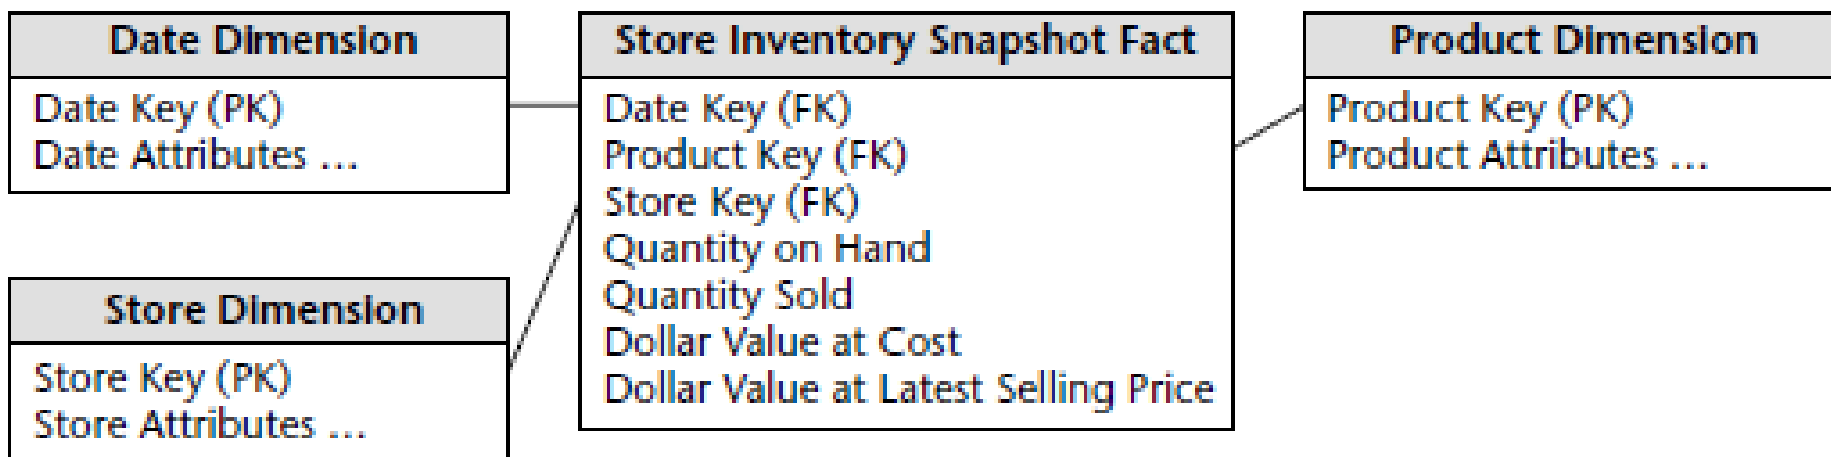 Date Dimension
Date Key (PK)
Date Attributes ...
Store Dimension
Store Key (PK)
Store Attributes ...
Store Inventory Snapshot Fact
Date Key (FK)
Product Key (FK)
Store Key (FK)
Quantity on Hand
Quantity Sold
Dollar Value at Cost
Dollar Value at Latest Selling Price
Product Dimension
Product Key (PK)
Product Attributes ...